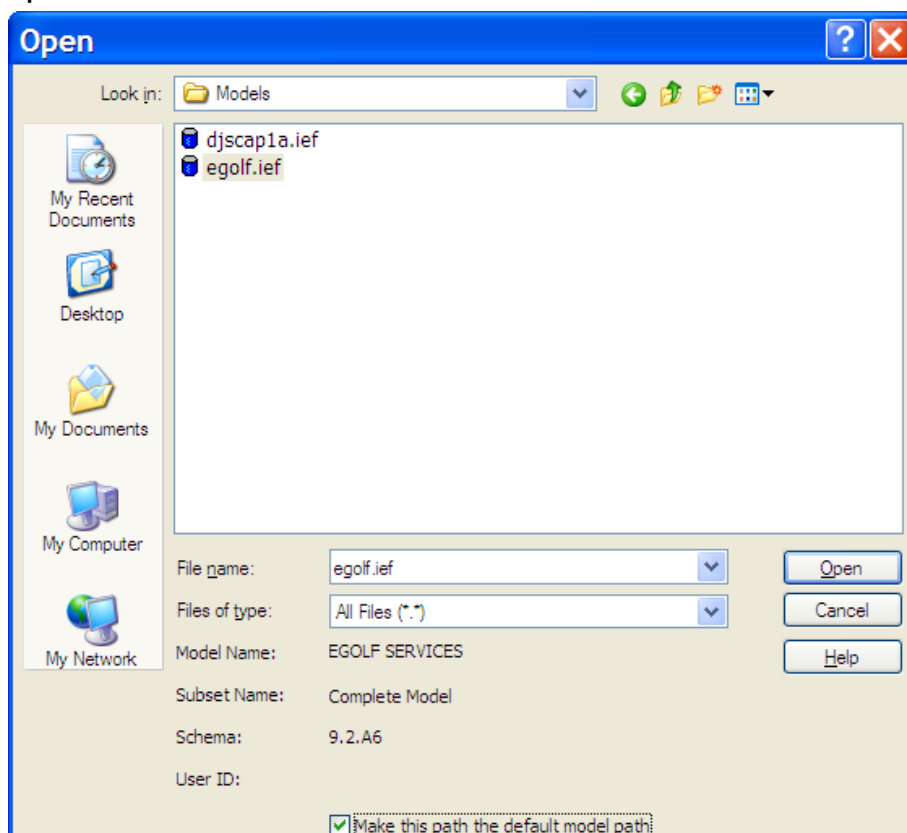 Open
Look in: Models
djscap1a.ief
egolf.ief
My Recent
Documents
Desktop
My Documents
My Computer
My Network
File name: egolf.ief Open
Files of type: All Files (*.*) Cancel
Model Name: EGOLF SERVICES Help
Subset Name: Complete Model
Schema: 9.2.A6
User ID:
Make this path the default model path